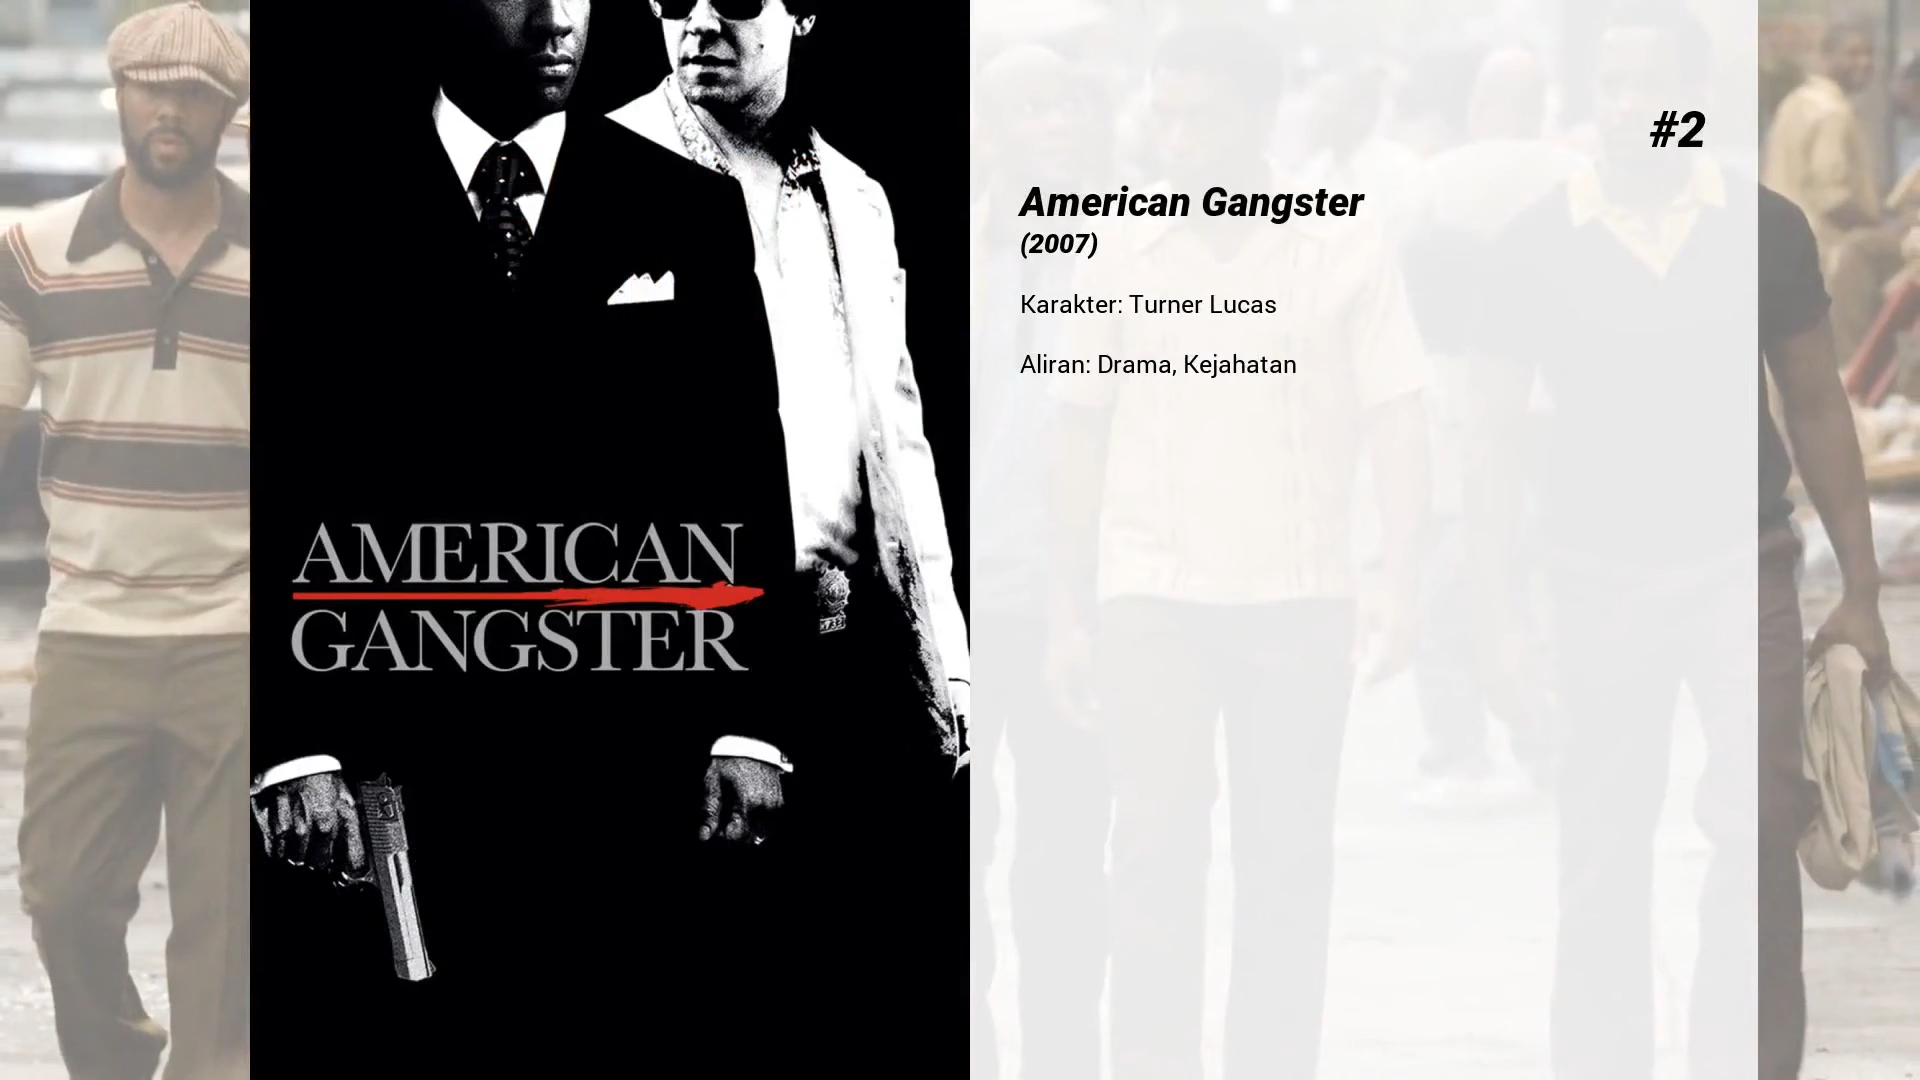 AMERICAN
GANGSTER
#2
American Gangster
(2007)
Karakter: Turner Lucas
Aliran: Drama, Kejahatan